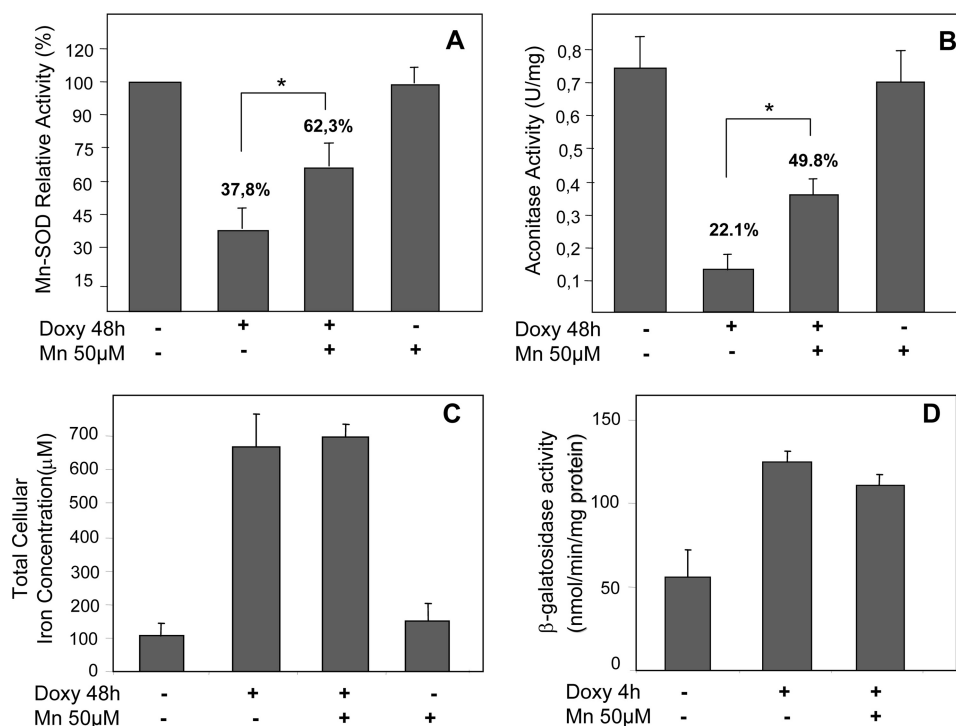 A
Mn-SOD Relative Activity (%)
120
100
90
75
60
45
30
15
*
37,8%
62,3%
Doxy 48h - + + -
Mn 50µM - - + +
B
Aconitase Activity (U/mg)
0,8
0,7
0,6
0,5
0,4
0,3
0,2
0,1
*
22.1%
49.8%
Doxy 48h - + + -
Mn 50µM - - + +
C
Total Cellular
Iron Concentration(µM)
700
600
500
400
300
200
100
0
Doxy 48h - + + -
Mn 50µM - - + +
D
β-galatosidase activity
(nmol/min/mg protein)
150
100
50
0
Doxy 4h - + +
Mn 50µM - - +